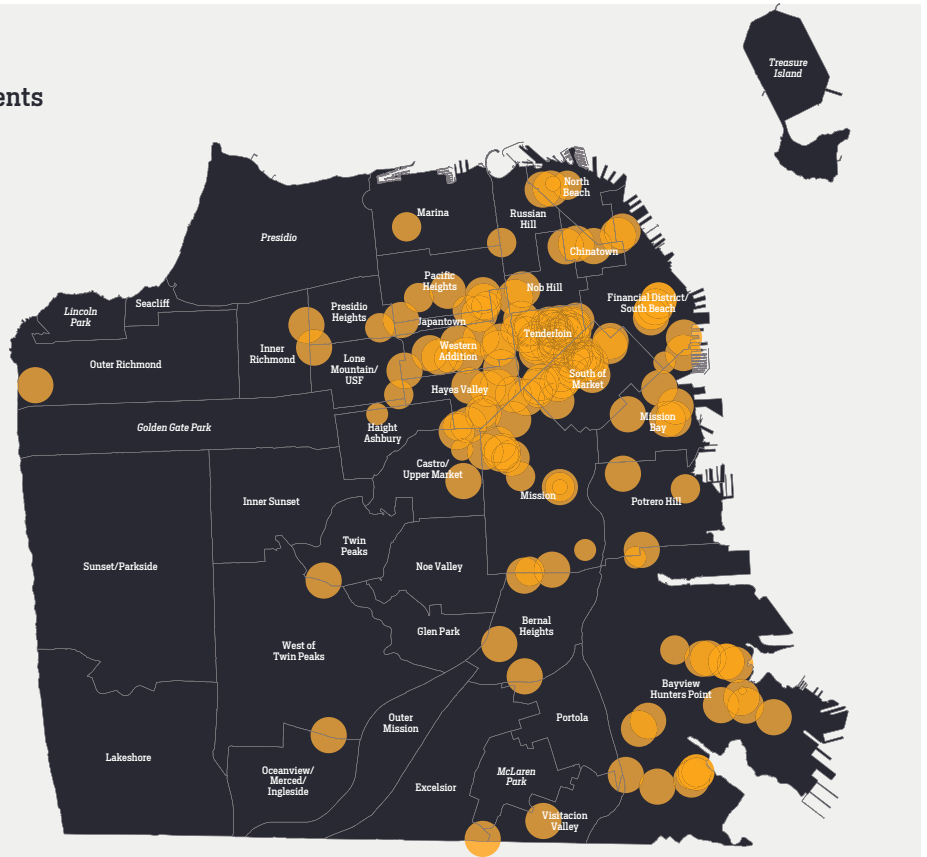 ents
Treasure
Island
North
Beach
Marina
Russian
Hill
Presidio
Chinatown
Pacific
Heights
Nob Hill
Seacliff
Lincoln
Park
Presidio
Heights
Financial District/
South Beach
Japantown
Tenderloin
Inner
Richmond
Western
Addition
Outer Richmond
Lone
Mountain/
USF
South of
Market
Hayes Valley
Mission
Bay
Golden Gate Park
Haight
Ashbury
Castro/
Upper Market
Inner Sunset
Mission
Potrero Hill
Twin
Peaks
Sunset/Parkside
Noe Valley
Glen Park
Bernal
Heights
West of
Twin Peaks
Bayview
Hunters Point
Outer
Mission
Portola
Lakeshore
Oceanview/
Merced/
Ingleside
McLaren
Park
Excelsior
Visitacion
Valley